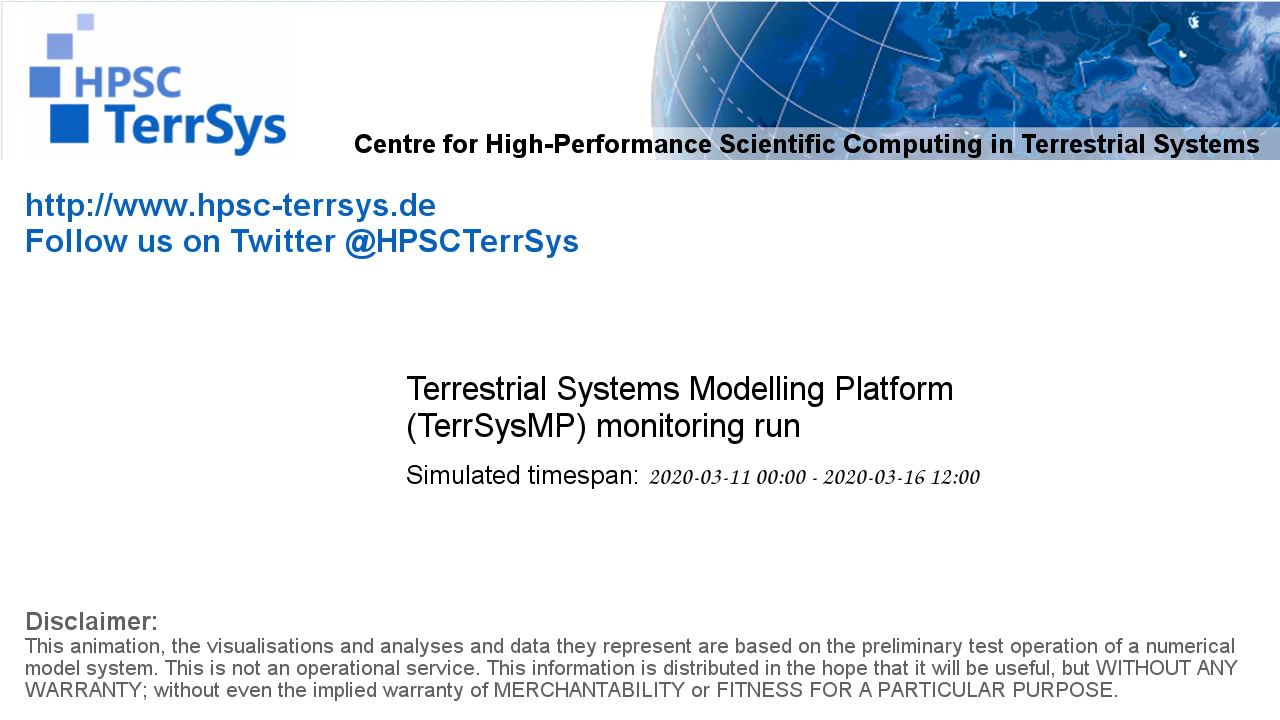 HPSC
TerrSys
Centre for High-Performance Scientific Computing in Terrestrial Systems
http://www.hpsc-terrsys.de
Follow us on Twitter @HPSCTerrSys
Terrestrial Systems Modelling Platform
(TerrSysMP) monitoring run
Simulated timespan: 2020-03-11 00:00 - 2020-03-16 12:00
Disclaimer:
This animation, the visualisations and analyses and data they represent are based on the preliminary test operation of a numerical
model system. This is not an operational service. This information is distributed in the hope that it will be useful, but WITHOUT ANY
WARRANTY; without even the implied warranty of MERCHANTABILITY or FITNESS FOR A PARTICULAR PURPOSE.